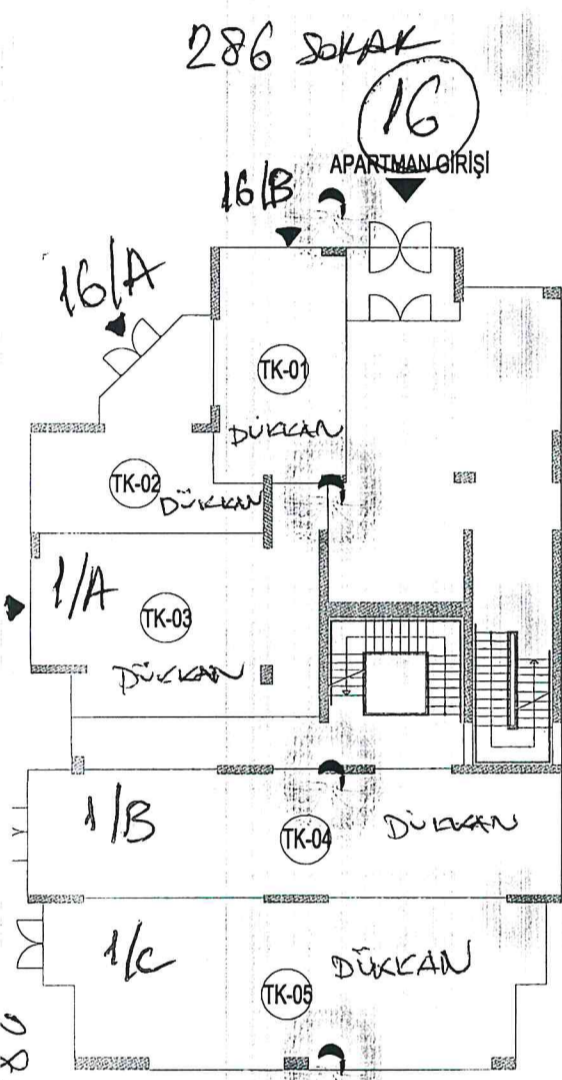 286 SOKAK
16
APARTMAN GİRİŞİ
16/B
16/A
TK-01
DÜKKAN
TK-02
DÜKKAN
1/A
TK-03
DÜKKAN
1/B
TK-04
DÜKKAN
1/C
DÜKKAN
TK-05